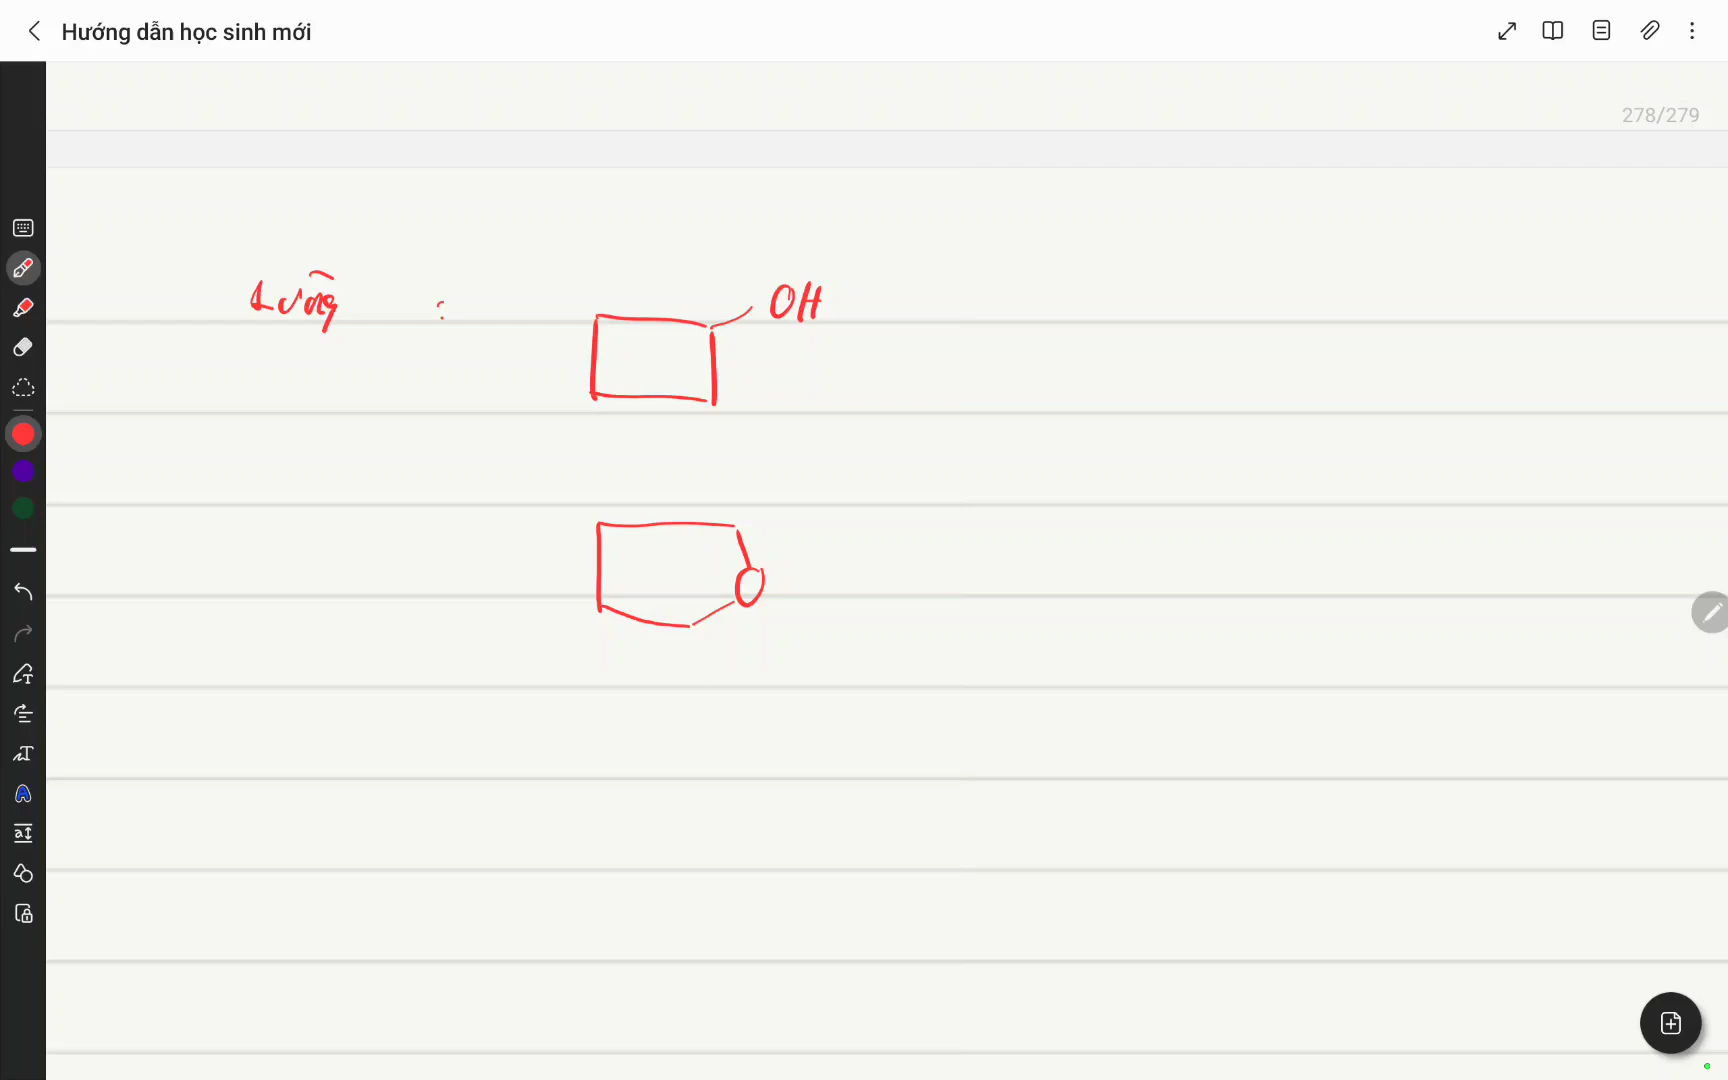 Hướng dẫn học sinh mới
278/279
:
OH
O